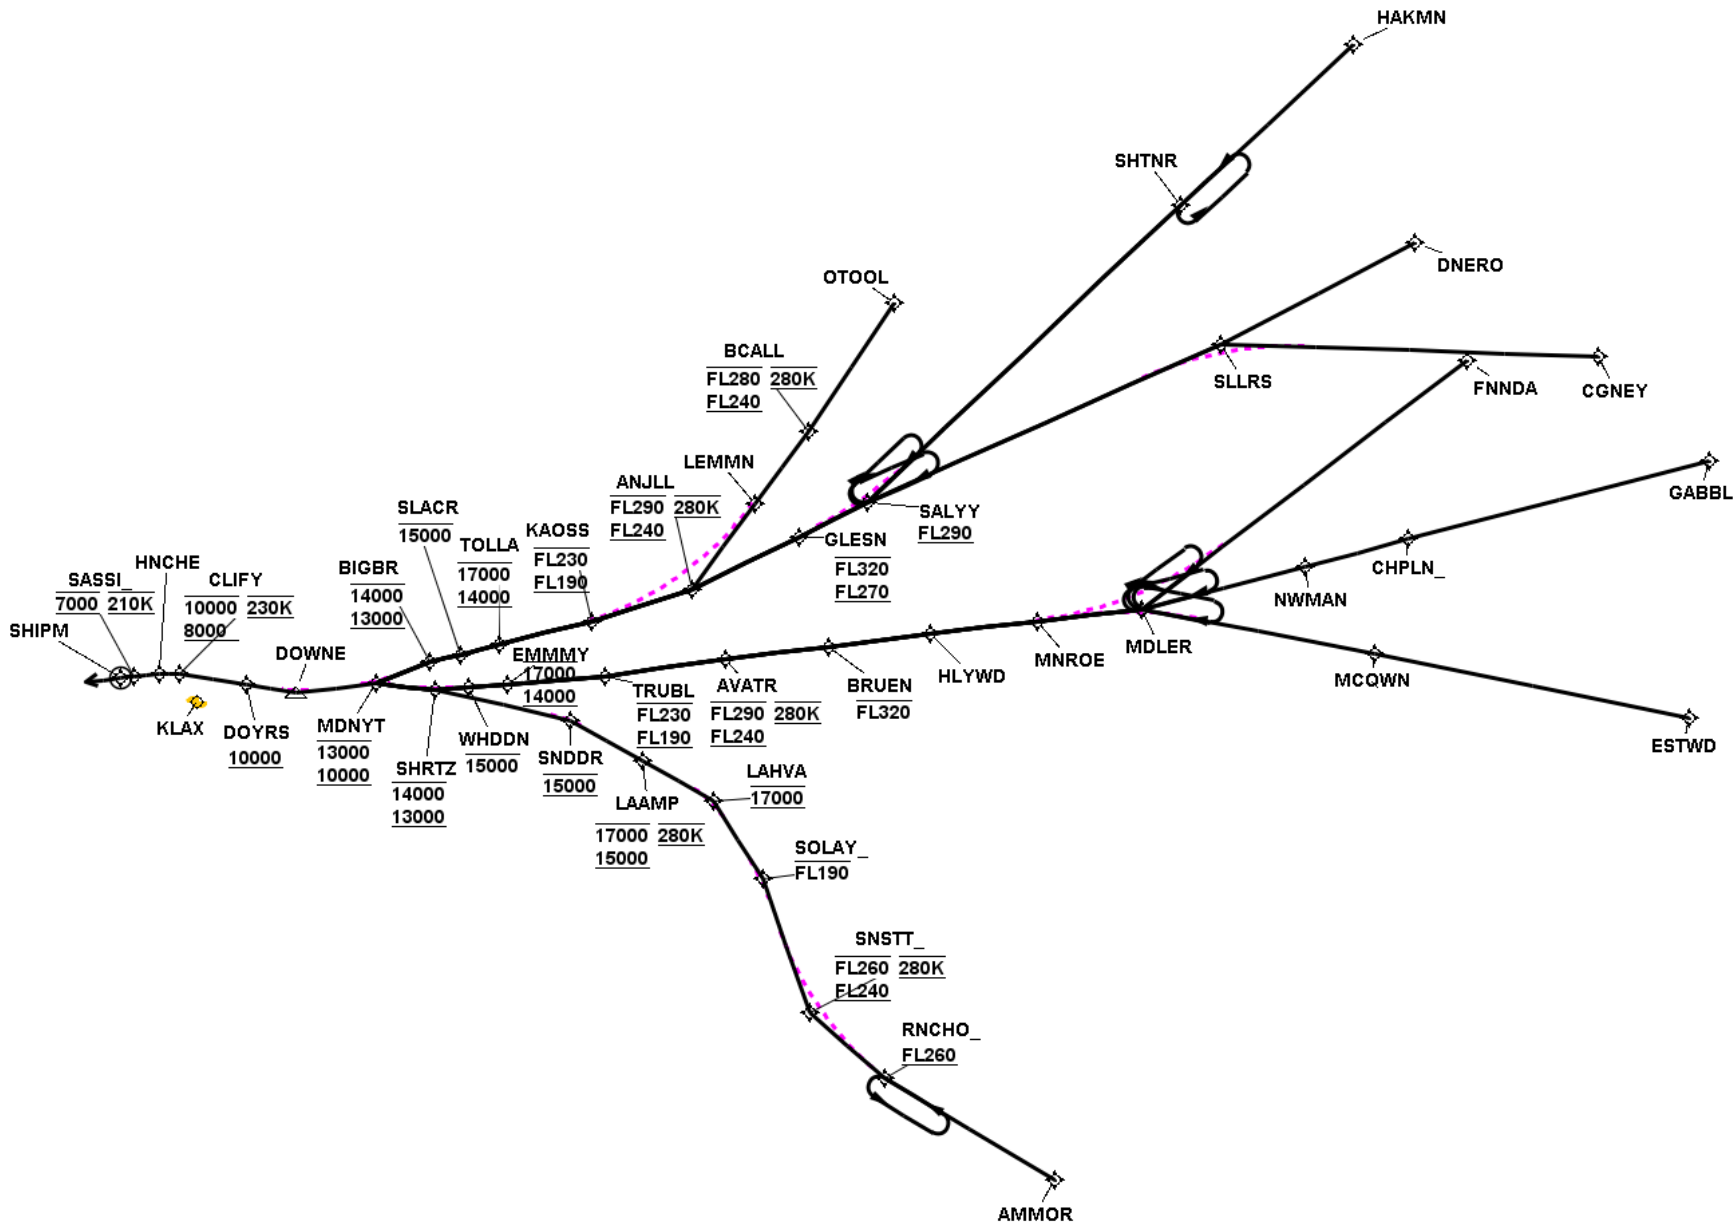 HAKMN
SHTNR
DNERO
OTOOL
SLLRS
FNNDA
CGNEY
BCALL
FL280 280K
FL240
LEMMN
ANJLL
FL290 280K
FL240
SALYY
FL290
GLESN
FL320
FL270
GABBL
CHPLN_
NWMAN
SLACR
15000
TOLLA
17000
14000
KAOSS
FL230
FL190
BIGBR
14000
13000
HNCHE
SASSI_
7000 210K
CLIFY
10000 230K
8000
SHIPM
DOWNE
EMMMY
17000
14000
MDLER
MNROE
HLYWD
MCQWN
ESTWD
KLAX
DOYRS
10000
MDNYT
13000
10000
SHRTZ
14000
13000
WHDDN
15000
SNDDR
15000
TRUBL
FL230
FL190
AVATR
FL290 280K
FL240
BRUEN
FL320
LAAMP
17000 280K
15000
LAHVA
17000
SOLAY_
FL190
SNSTT_
FL260 280K
FL240
RNCHO_
FL260
AMMOR